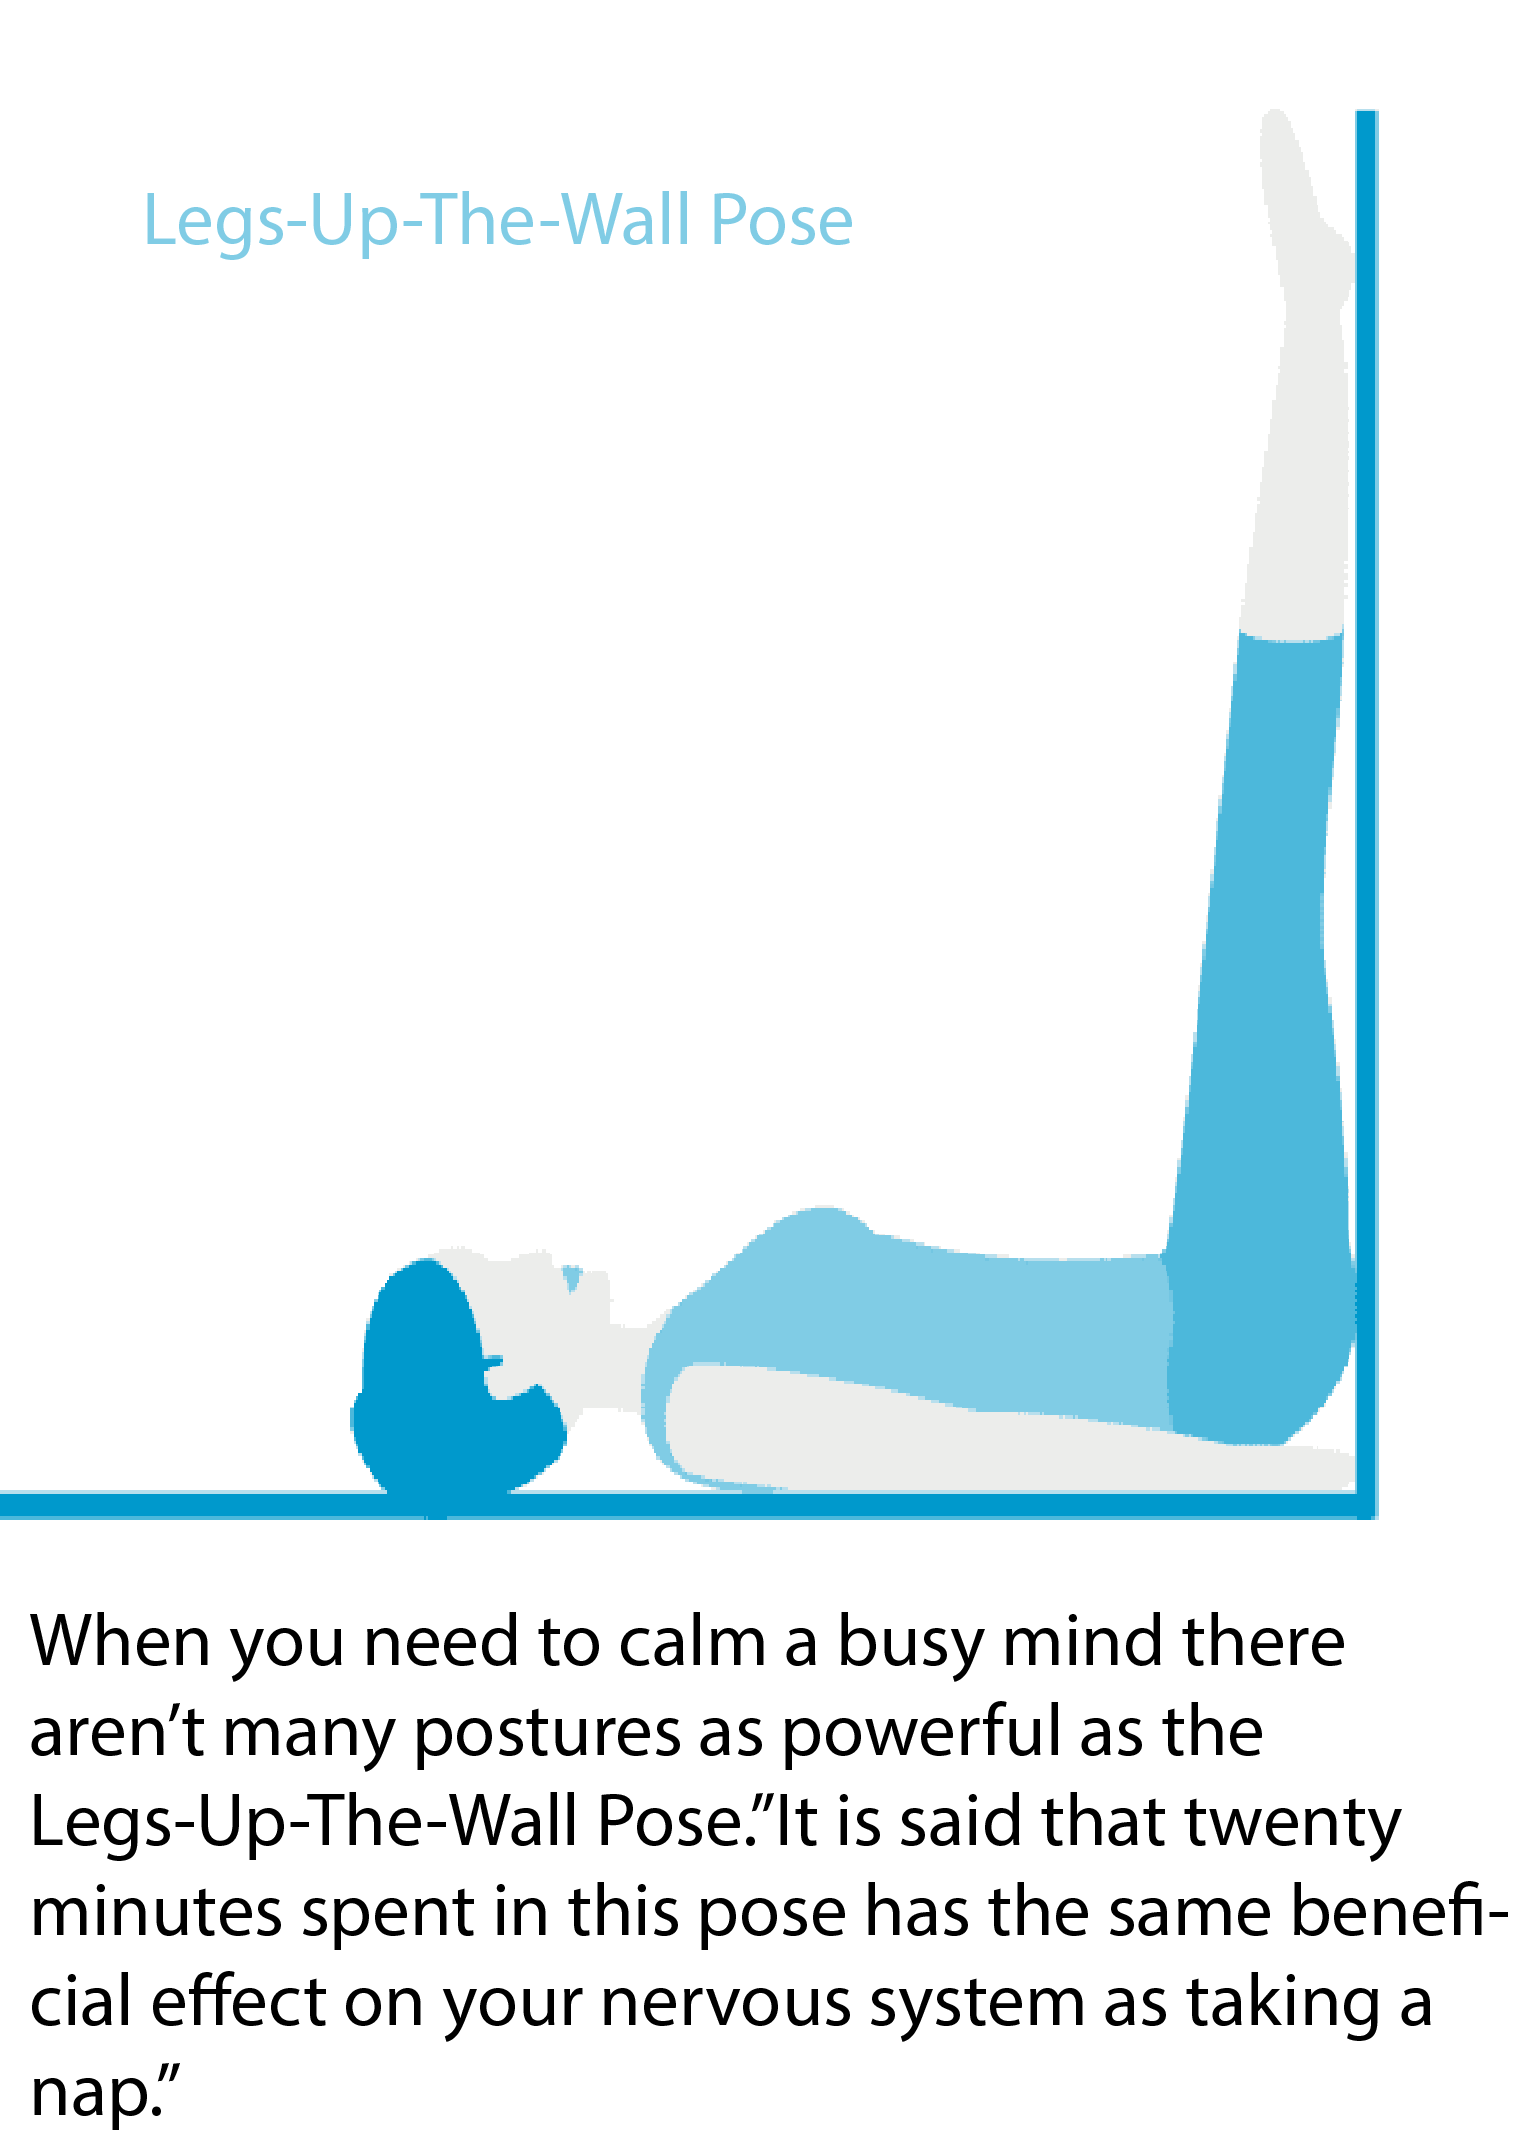 Legs-Up-The-Wall Pose
When you need to calm a busy mind there
aren’t many postures as powerful as the
Legs-Up-The-Wall Pose.”It is said that twenty
minutes spent in this pose has the same benefi-
cial effect on your nervous system as taking a
nap.”